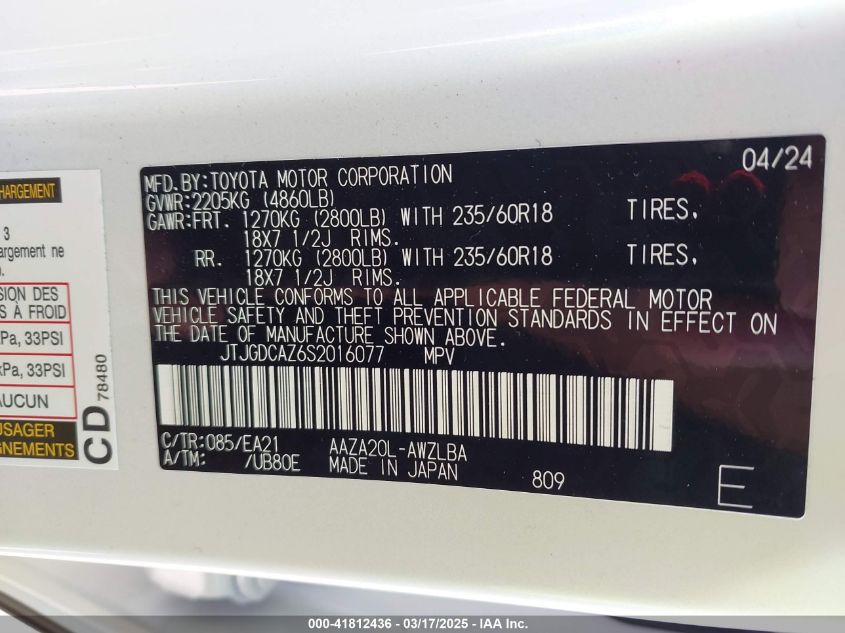 CHARGEMENT
3
argement ne
n.
SION DES
S À FROID
kPa, 33PSI
kPa, 33PSI
AUCUN
USAGER
GNEMENTS
CD 78480
04/24
MFD.BY:TOYOTA MOTOR CORPORATION
GVWR:2205KG (4860LB)
GAWR:FRT. 1270KG (2800LB) WITH 235/60R18 TIRES,
18X7 1/2J RIMS.
RR. 1270KG (2800LB) WITH 235/60R18 TIRES,
18X7 1/2J RIMS.
THIS VEHICLE CONFORMS TO ALL APPLICABLE FEDERAL MOTOR
VEHICLE SAFETY AND THEFT PREVENTION STANDARDS IN EFFECT ON
THE DATE OF MANUFACTURE SHOWN ABOVE.
JTJGDCAZ6S2016077 MPV
C/TR:085/EA21 AAZA20L-AWZLBA
A/TM: /UB80E MADE IN JAPAN 809
E
000-41812436 - 03/17/2025 - IAA Inc.